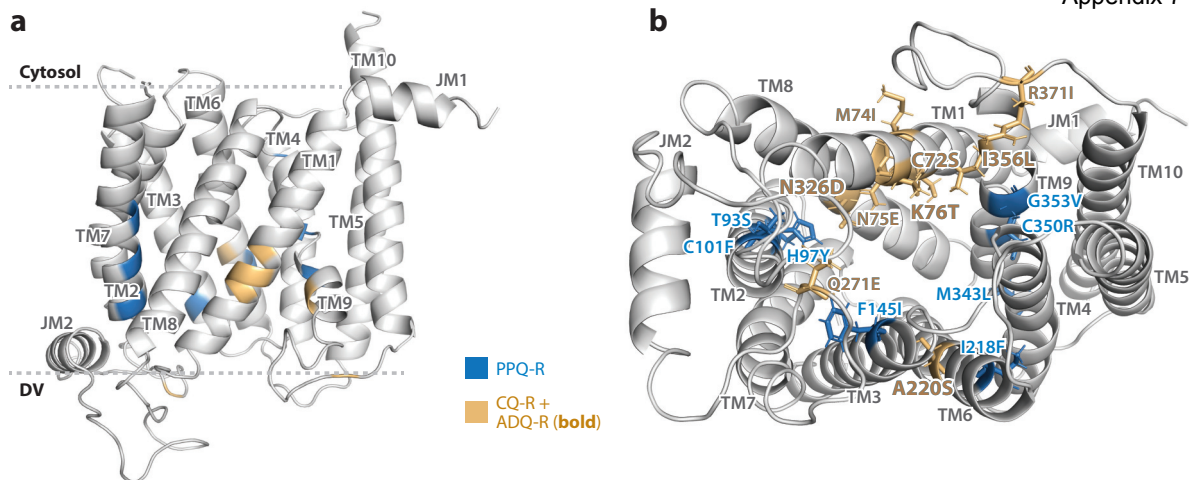 Appendix
a
Cytosol
TM10
JM1
TM6
TM4
TM1
TM3
TM5
TM7
TM2
TM9
JM2
TM8
DV
PPQ-R
CQ-R +
ADQ-R (bold)
b
TM8
TM1
R371I
M74I
JM1
JM2
C72S
I356L
TM10
N326D
TM9
K76T
G353V
T93S
N75E
C350R
C101F
H97Y
TM5
Q271E
TM2
M343L
TM4
F145I
I218F
A220S
TM7
TM3
TM6